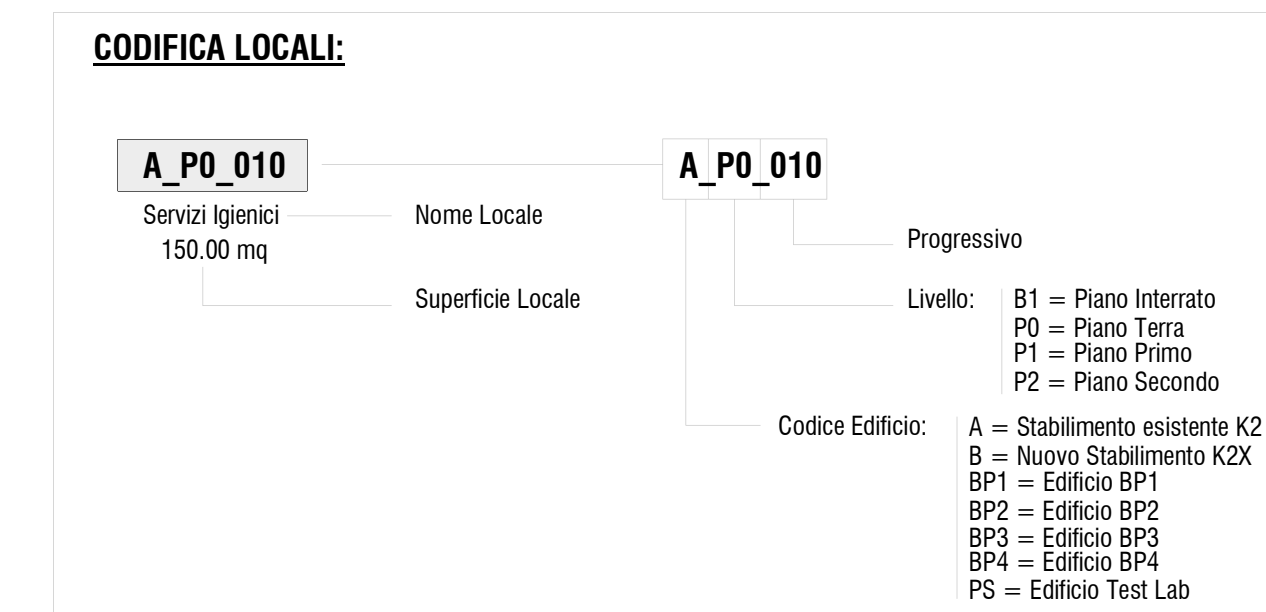 CODIFICA LOCALI:
A_P0_010
A_P0_010
Servizi Igienici
Nome Locale
150.00 mq
Progressivo
Superficie Locale
Livello:
B1 = Piano Interrato
P0 = Piano Terra
P1 = Piano Primo
P2 = Piano Secondo
Codice Edificio:
A = Stabilimento esistente K2
B = Nuovo Stabilimento K2X
BP1 = Edificio BP1
BP2 = Edificio BP2
BP3 = Edificio BP3
BP4 = Edificio BP4
PS = Edificio Test Lab